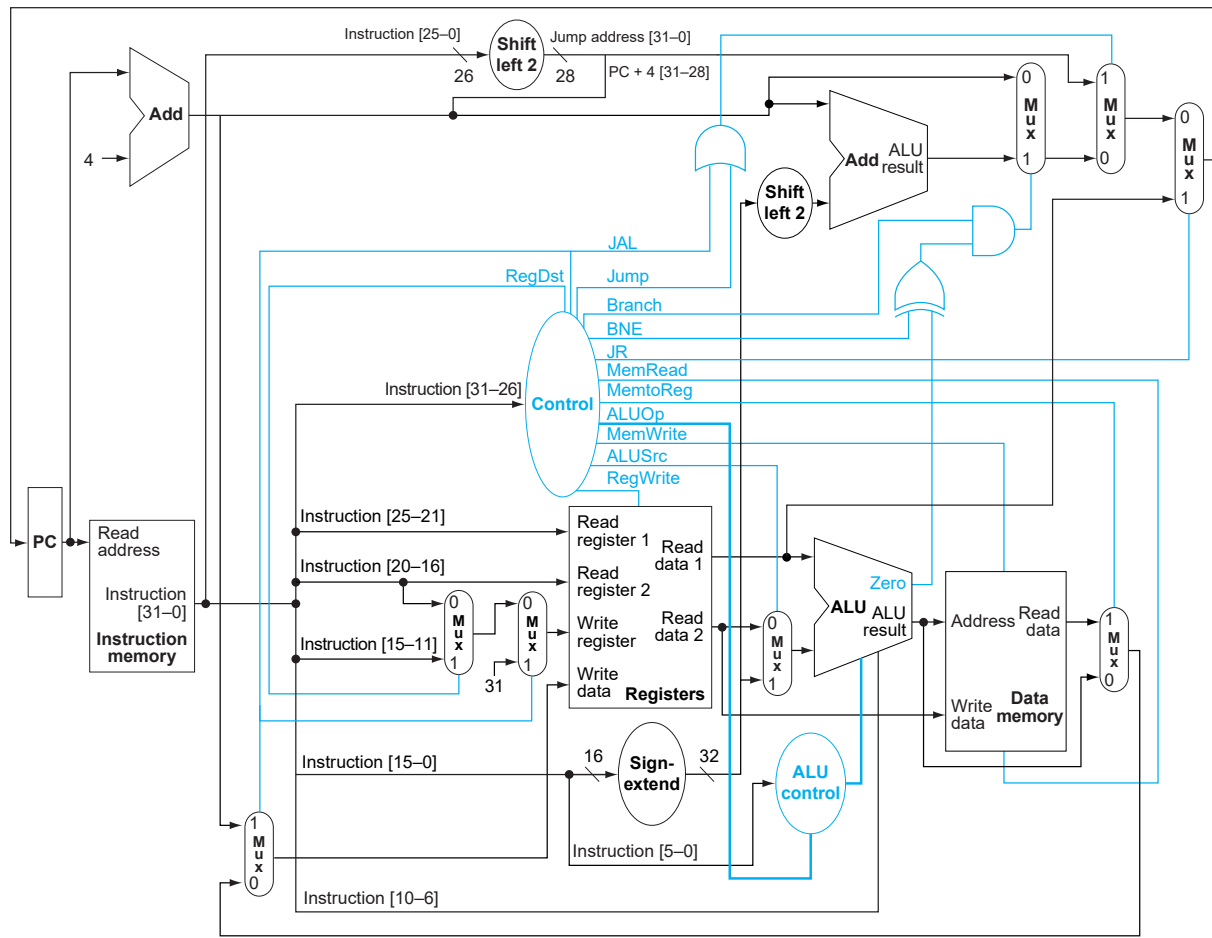 Instruction [25–0]
Shift
left 2
Jump address [31–0]
26
28
PC + 4 [31–28]
Add
4
0
M
u
x
1
1
M
u
x
0
0
M
u
x
1
Add
ALU
result
Shift
left 2
JAL
RegDst
Jump
Branch
BNE
JR
MemRead
Instruction [31–26]
Control
MemtoReg
ALUOp
MemWrite
ALUSrc
RegWrite
PC
Read
address
Instruction
[31–0]
Instruction
memory
Instruction [25–21]
Instruction [20–16]
Instruction [15–11]
0
M
u
x
1
0
M
u
x
1
31
Read
register 1
Read
register 2
Write
register
Write
data
Read
data 1
Read
data 2
Registers
0
M
u
x
1
Zero
ALU
ALU
result
Address
Read
data
Write
data
Data
memory
1
M
u
x
0
Instruction [15–0]
16
Sign-
extend
32
ALU
control
1
M
u
x
0
Instruction [5–0]
Instruction [10–6]